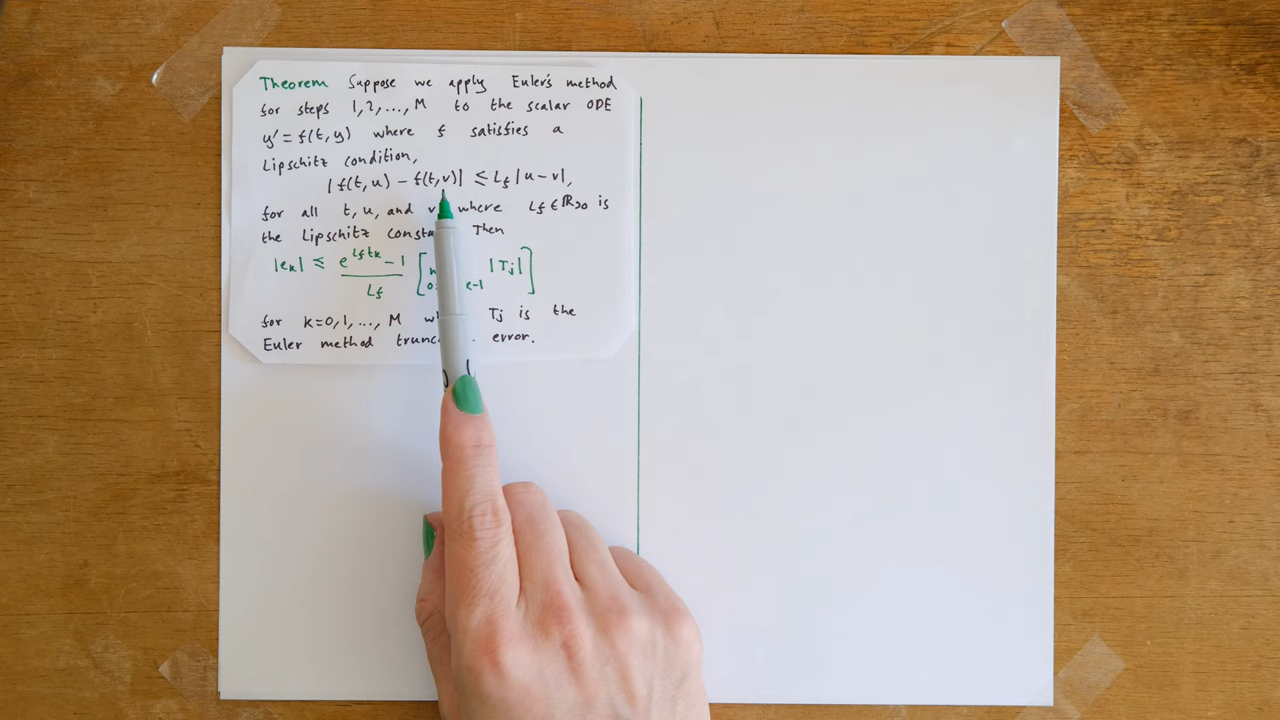 Theorem Suppose we apply Euler's method
for steps 1,2,...,M to the scalar ODE
y' = f(t,y) where f satisfies a
Lipschitz condition,
|f(t,u) - f(t,v)| ≤ L_f |u-v|,
for all t, u, and v where L_f ∈ ℝ>0 is
the Lipschitz Then
|e_k| ≤ (e^{L_f t_k} - 1)/L_f [ |T_j| ]
for k=0,1,...,M T_j is the
Euler method error.